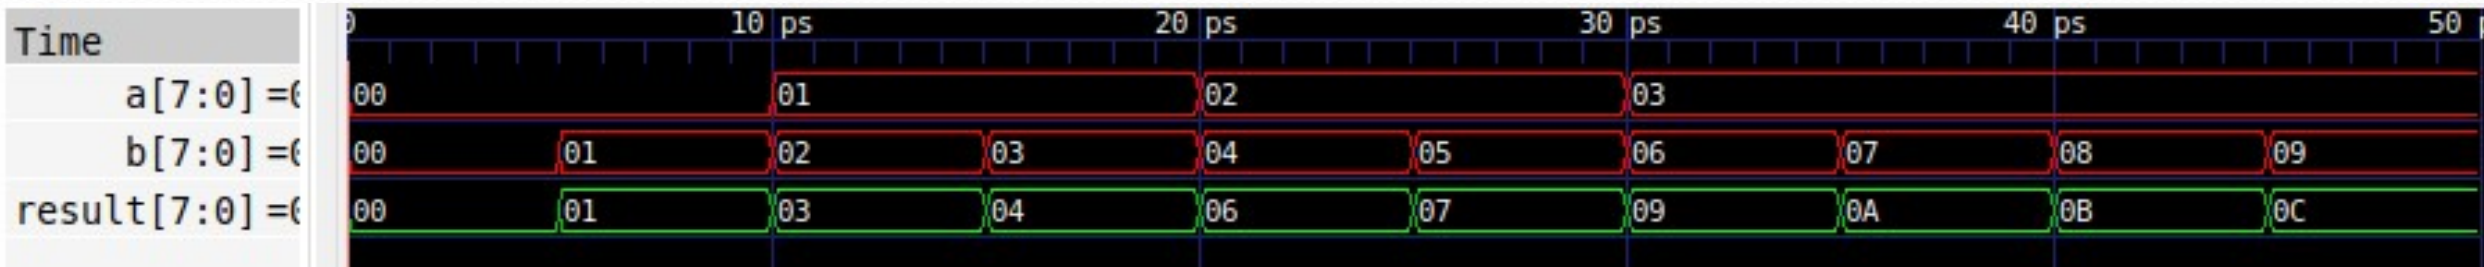 0 10 ps 20 ps 30 ps 40 ps 50
Time
a[7:0] = 00 01 02 03
b[7:0] = 00 01 02 03 04 05 06 07 08 09
result[7:0] = 00 01 03 04 06 07 09 0A 0B 0C